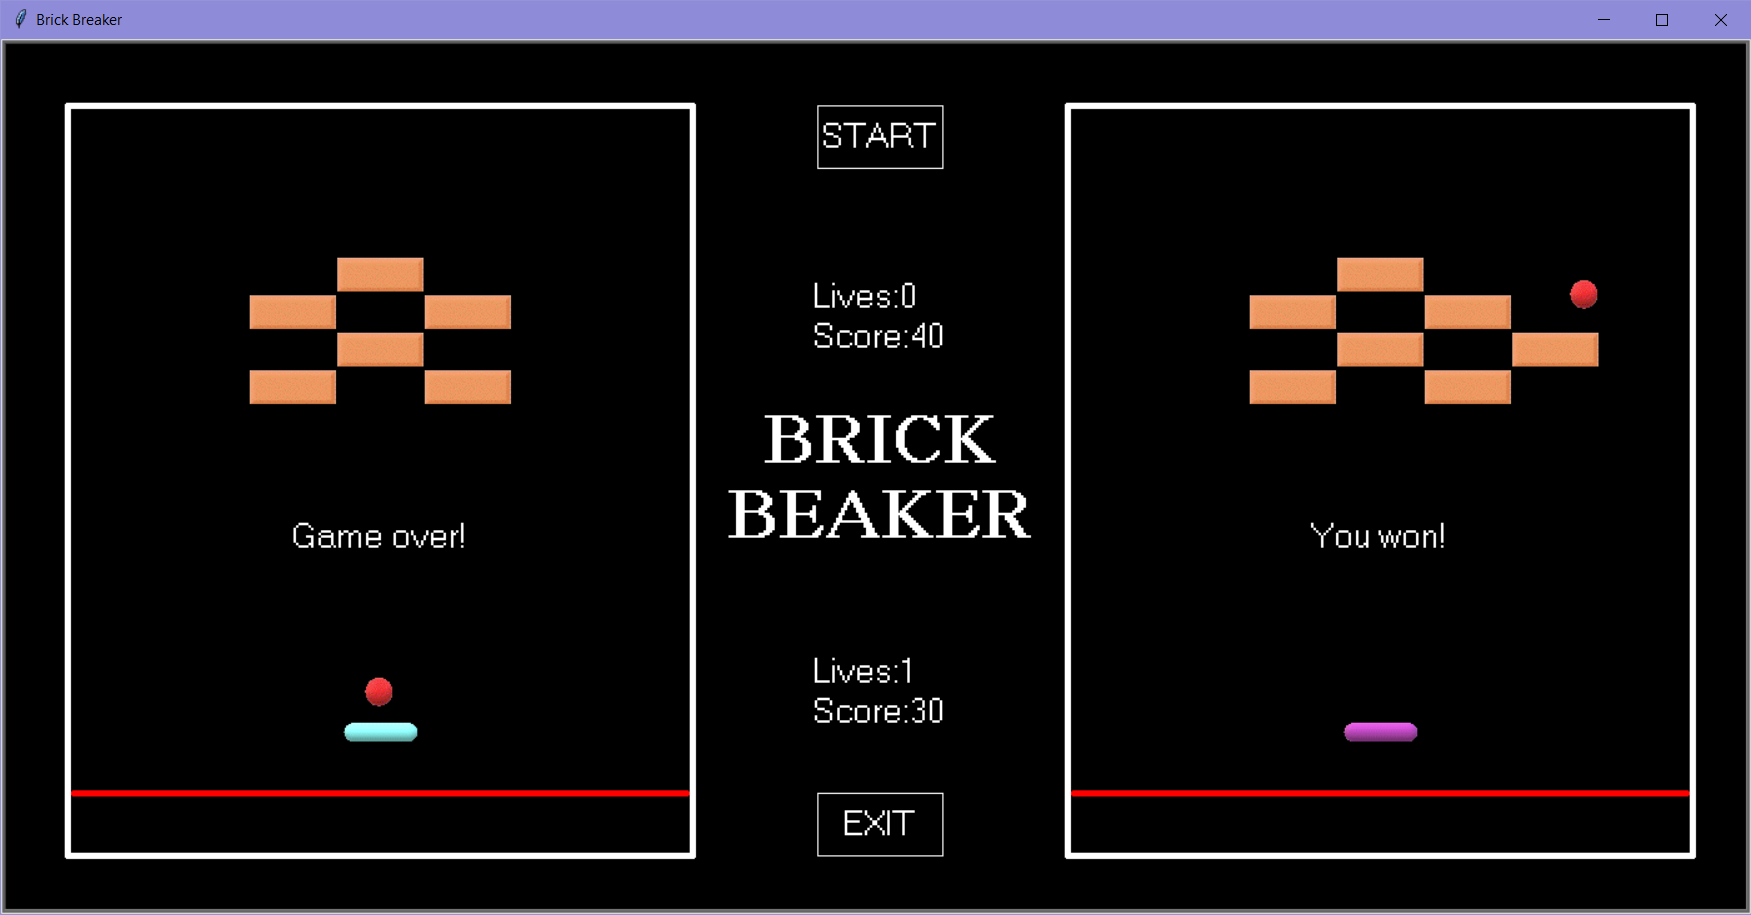 Brick Breaker
START
Lives:0
Score:40
BRICK
BEAKER
Game over!
You won!
Lives:1
Score:30
EXIT